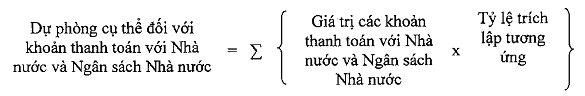 Dự phòng cụ thể đối với
khoản thanh toán với Nhà
nước và Ngân sách Nhà nước
= Σ {
Giá trị các khoản
thanh toán với Nhà
nước và Ngân sách
Nhà nước
x
Tỷ lệ trích
lập tương
ứng
}